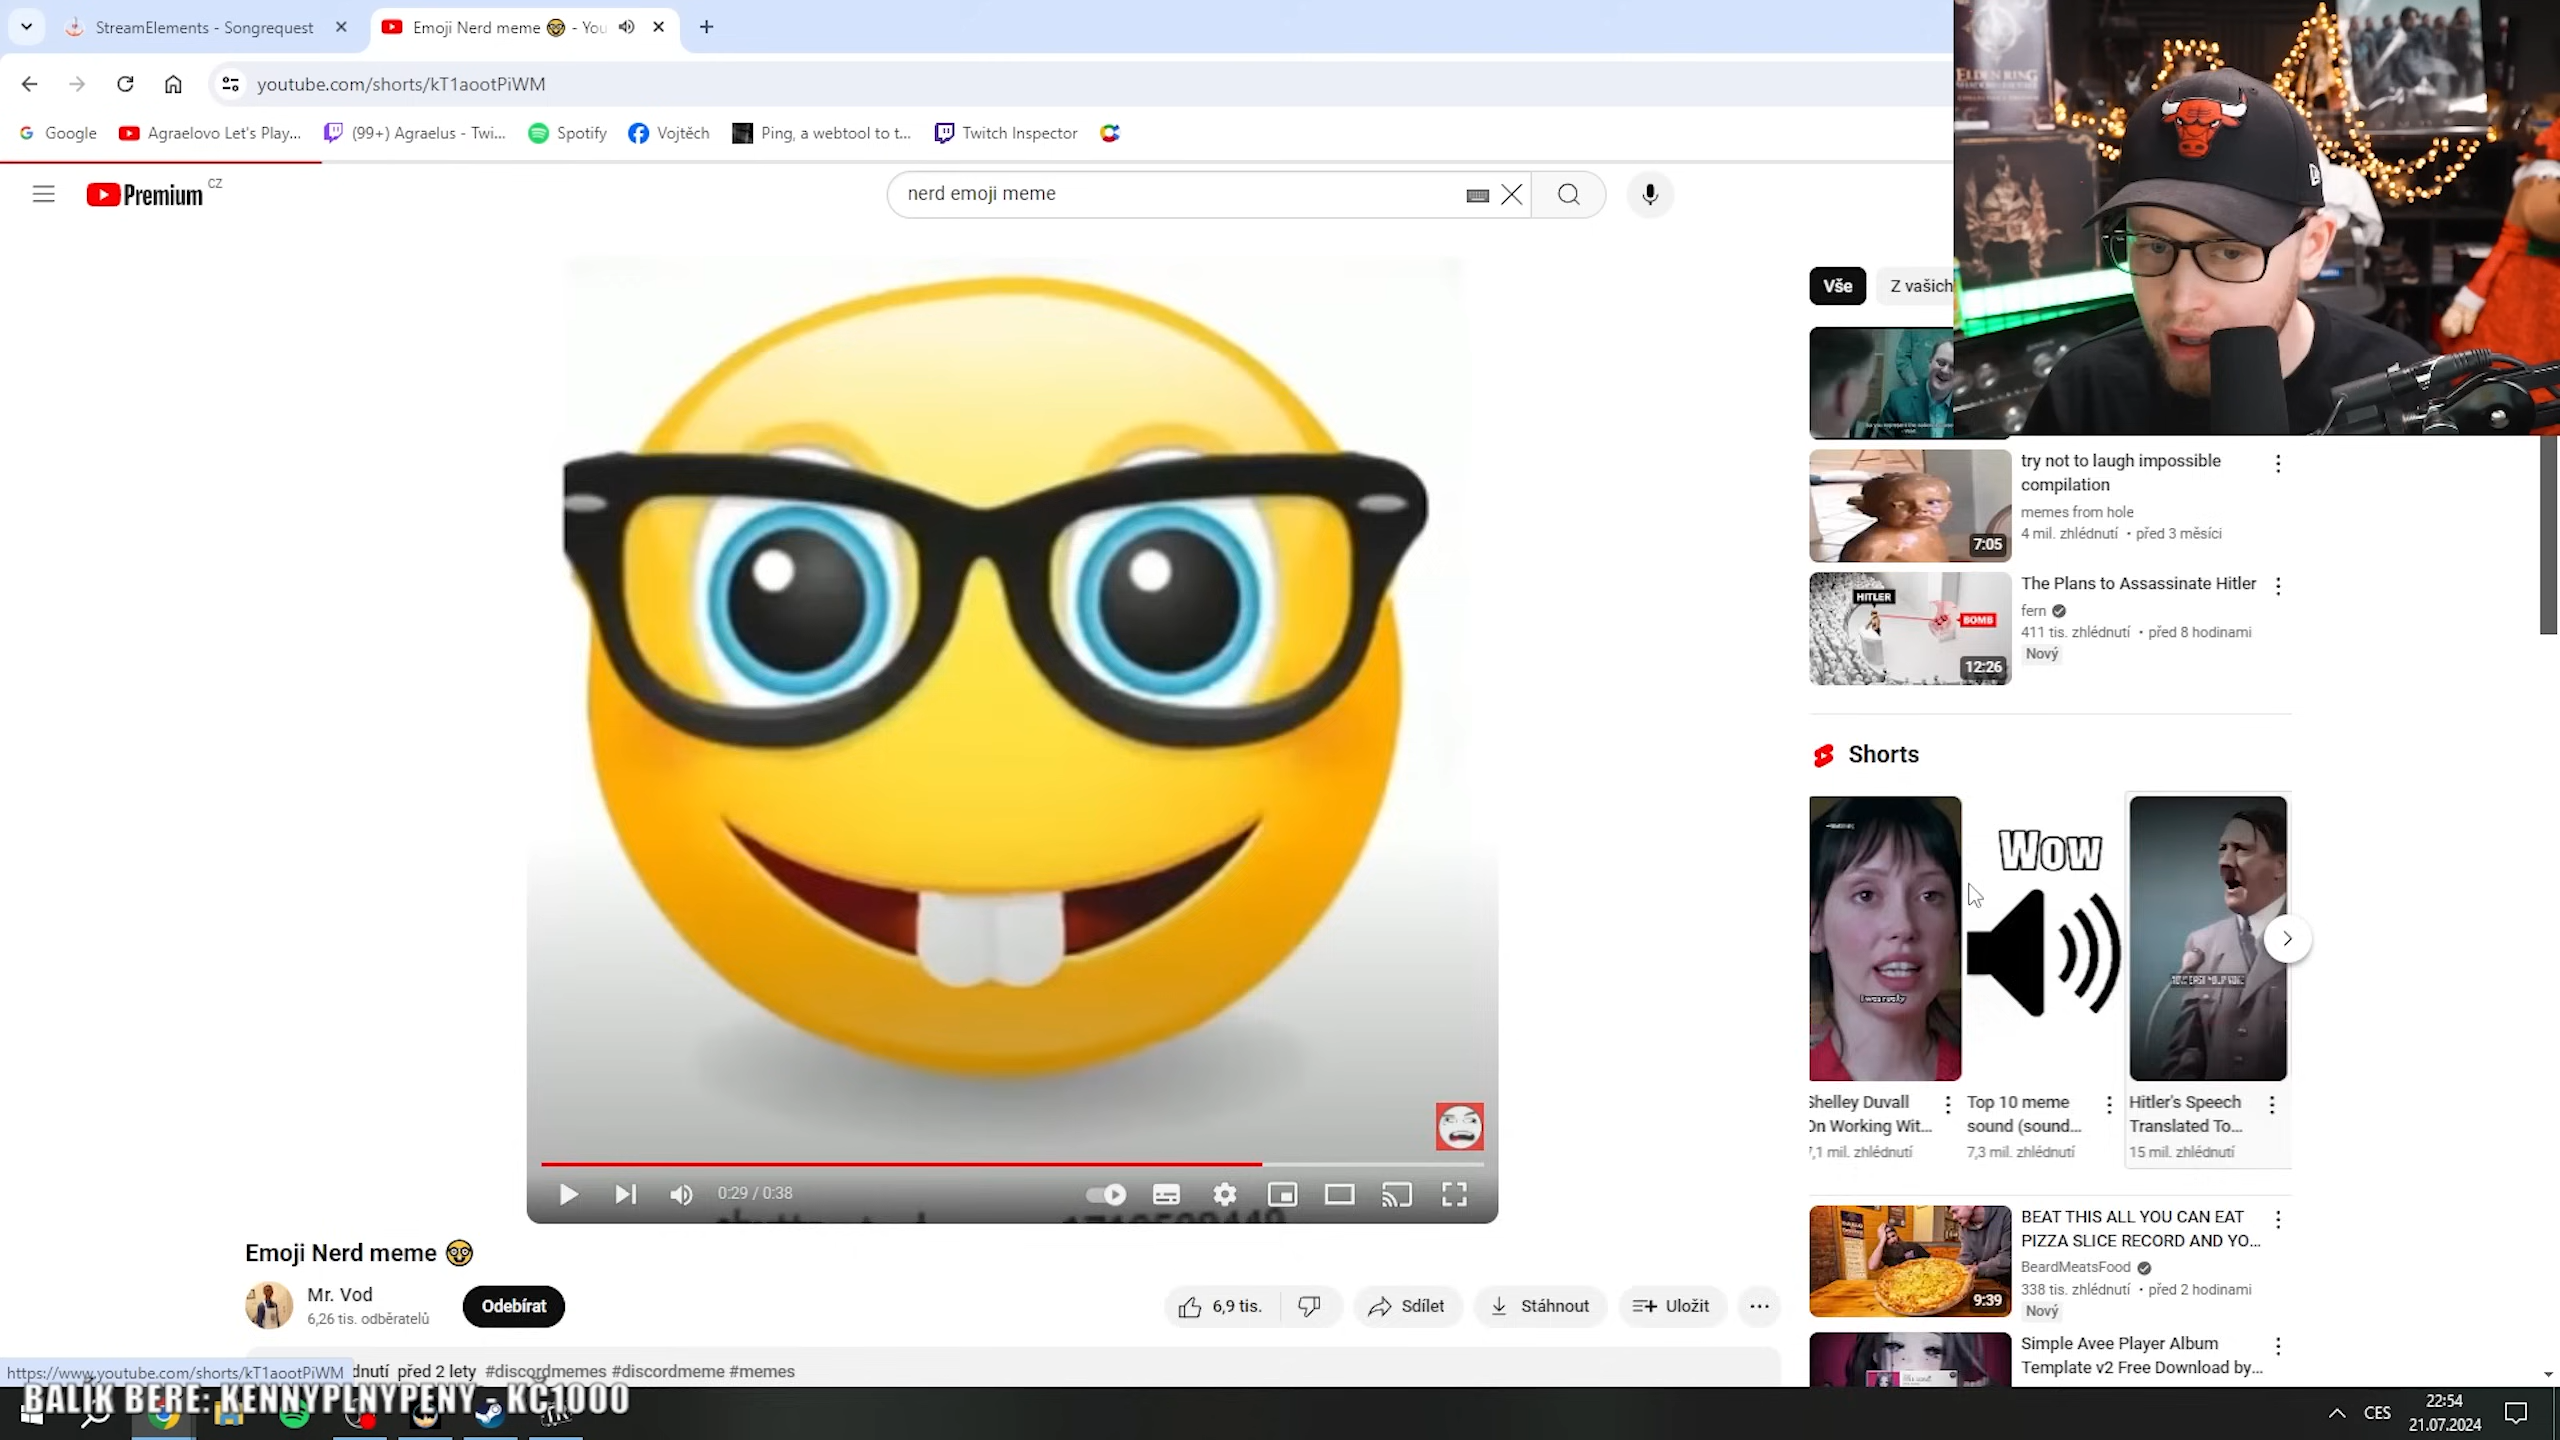 StreamElements - Songrequest
Emoji Nerd meme 🤓 - You
youtube.com/shorts/kT1aootPiWM
Google
Agraelovo Let's Play...
(99+) Agraelus - Twi...
Spotify
Vojtěch
Ping, a webtool to t...
Twitch Inspector
Premium CZ
nerd emoji meme
ELDEN RING
Vše
Z vašich
try not to laugh impossible
compilation
memes from hole
4 mil. zhlédnutí • před 3 měsíci
7:05
The Plans to Assassinate Hitler
fern
411 tis. zhlédnutí • před 8 hodinami
Nový
HITLER
BOMB
12:26
Shorts
Wow
Shelley Duvall
On Working Wit...
7,1 mil. zhlédnutí
Top 10 meme
sound (sound...
7,3 mil. zhlédnutí
Hitler's Speech
Translated To...
15 mil. zhlédnutí
0:29 / 0:38
Emoji Nerd meme 🤓
Mr. Vod
6,26 tis. odběratelů
Odebírat
6,9 tis.
Sdílet
Stáhnout
Uložit
BEAT THIS ALL YOU CAN EAT
PIZZA SLICE RECORD AND YO...
BeardMeatsFood
338 tis. zhlédnutí • před 2 hodinami
Nový
9:39
Simple Avee Player Album
Template v2 Free Download by...
https://www.youtube.com/shorts/kT1aootPiWM
dnutí před 2 lety #discordmemes #discordmeme #memes
BALÍK BERE: KENNYPLNYPENY - KČ1000
CES
22:54
21.07.2024